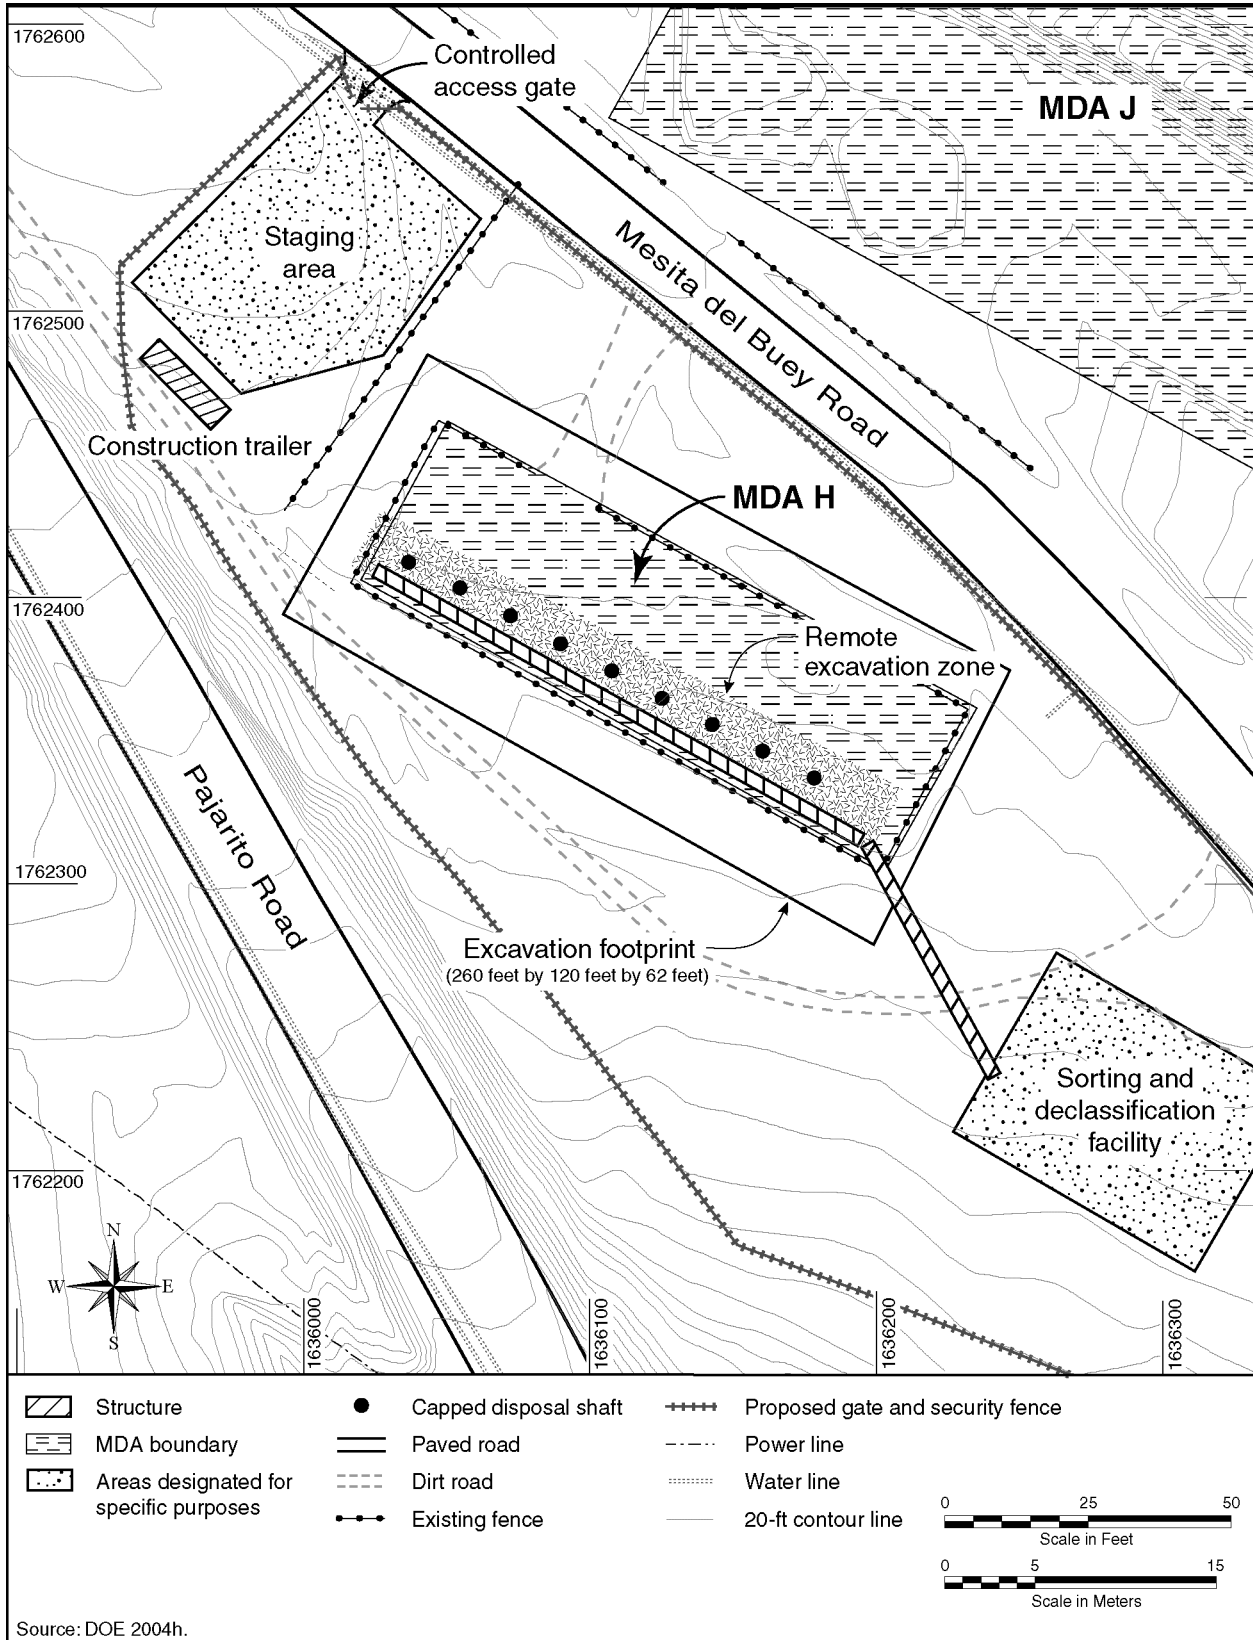 1762600
Controlled
access gate
MDA J
Staging
area
Mesita del Buey Road
1762500
Construction trailer
MDA H
1762400
Remote
excavation zone
Pajarito Road
1762300
Excavation footprint
(260 feet by 120 feet by 62 feet)
Sorting and
declassification
facility
1762200
N
W
E
S
1636000
1636100
1636200
1636300
Structure
MDA boundary
Areas designated for
specific purposes
Capped disposal shaft
Paved road
Dirt road
Existing fence
Proposed gate and security fence
Power line
Water line
20-ft contour line
0 25 50
Scale in Feet
0 5 15
Scale in Meters
Source: DOE 2004h.